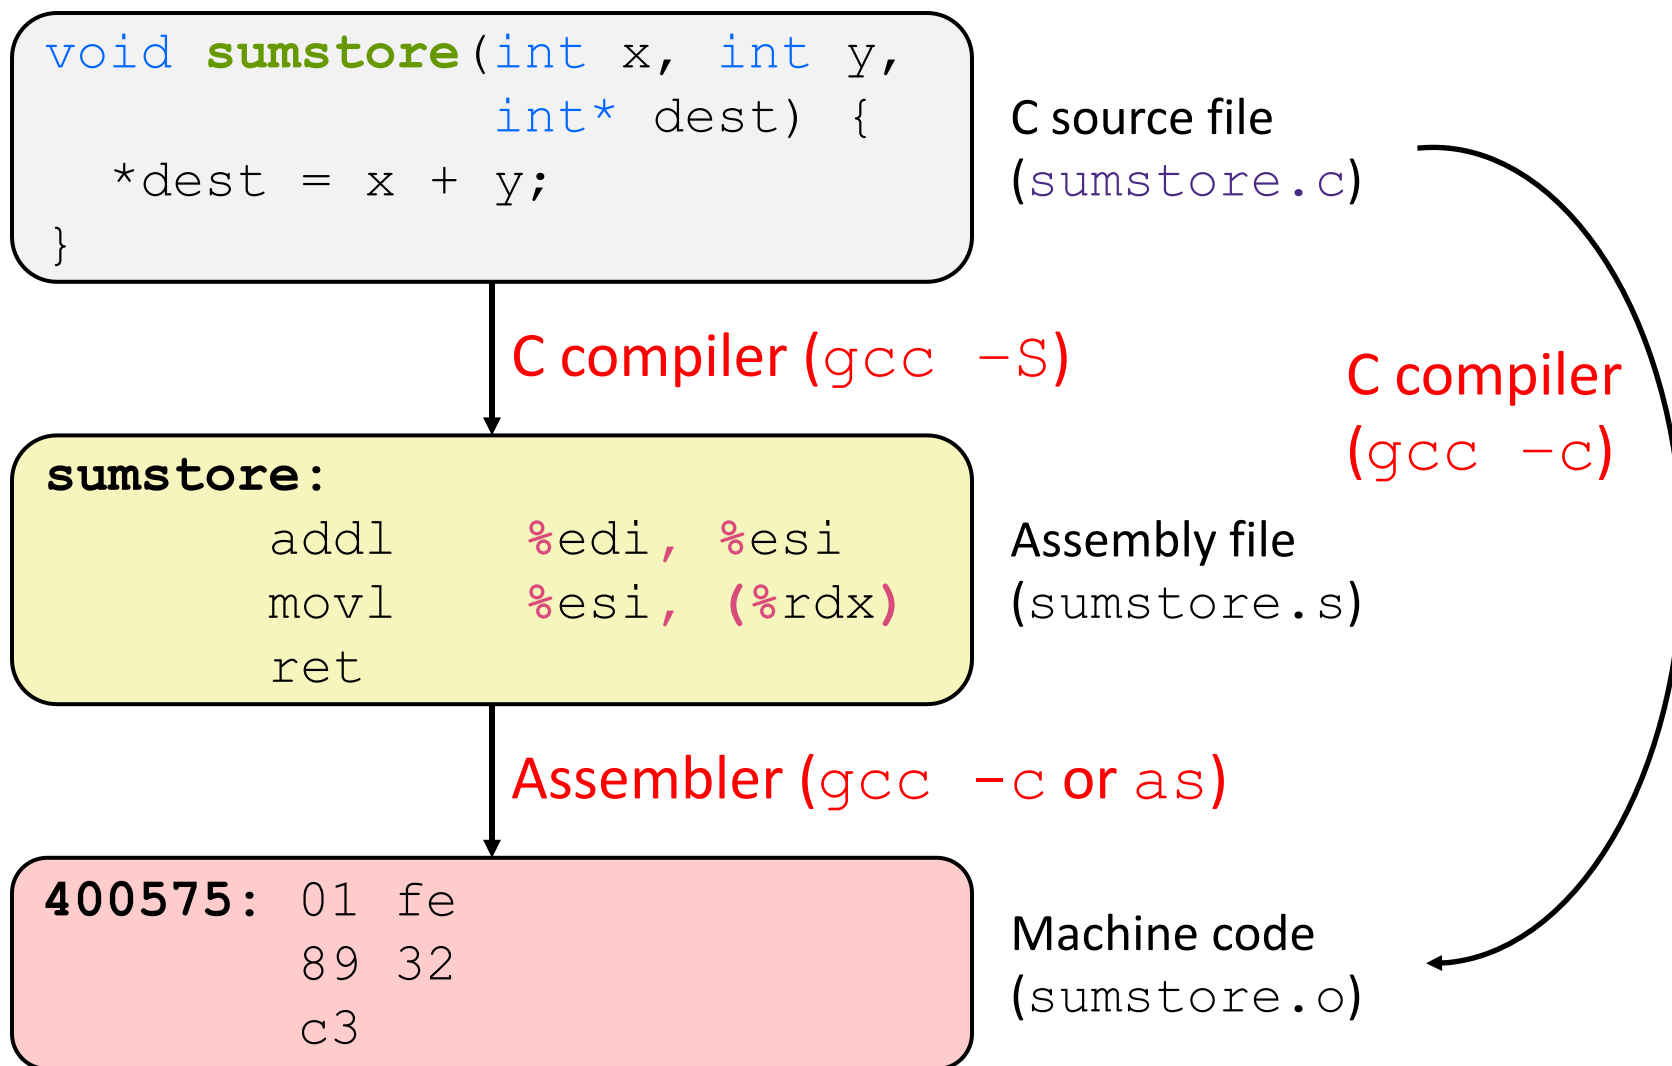 void sumstore(int x, int y,
int* dest) {
*dest = x + y;
}
C source file
(sumstore.c)
C compiler (gcc -S)
C compiler
(gcc -c)
sumstore:
addl %edi, %esi
movl %esi, (%rdx)
ret
Assembly file
(sumstore.s)
Assembler (gcc -c or as)
400575: 01 fe
89 32
c3
Machine code
(sumstore.o)